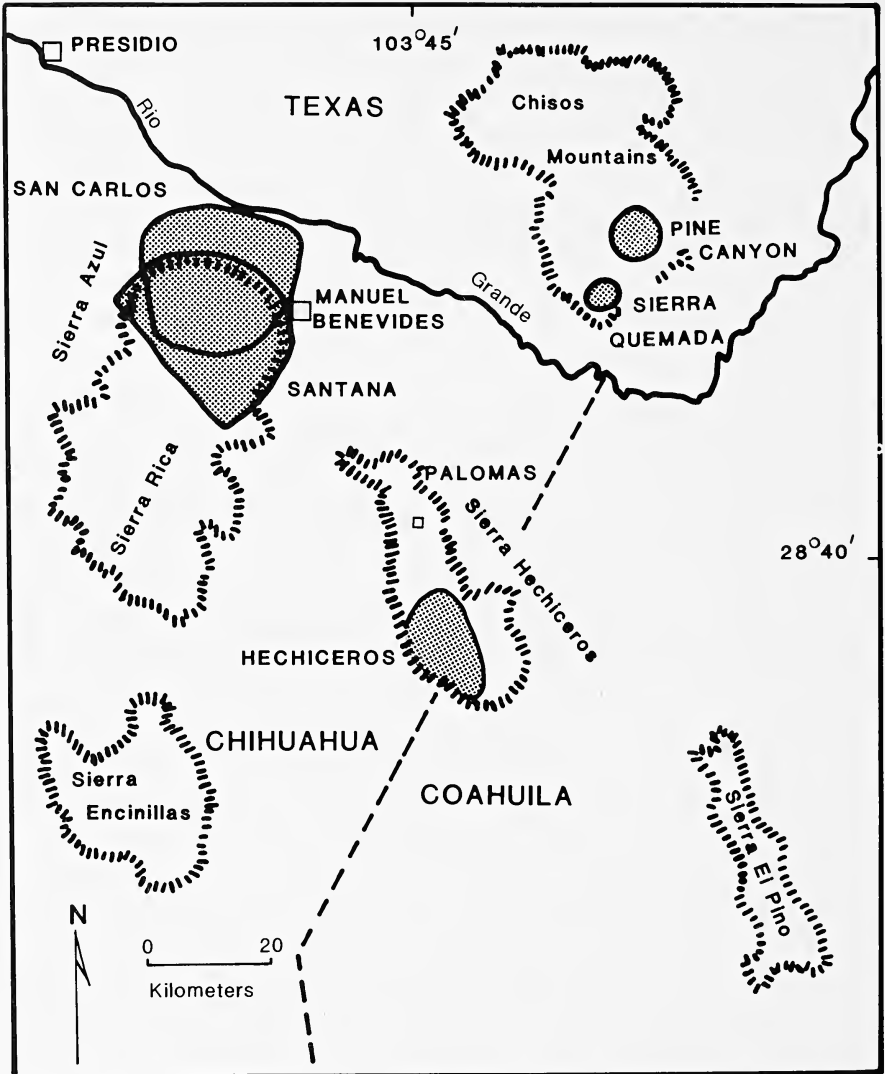 PRESIDIO
103°45′
TEXAS
Rio
Chisos
Mountains
SAN CARLOS
PINE
CANYON
Sierra Azul
MANUEL
BENEVIDES
Grande
SIERRA
QUEMADA
SANTANA
Sierra Rica
PALOMAS
Sierra Hechiceros
28°40′
HECHICEROS
CHIHUAHUA
COAHUILA
Sierra
Encinillas
Sierra El Pino
N
0 20
Kilometers